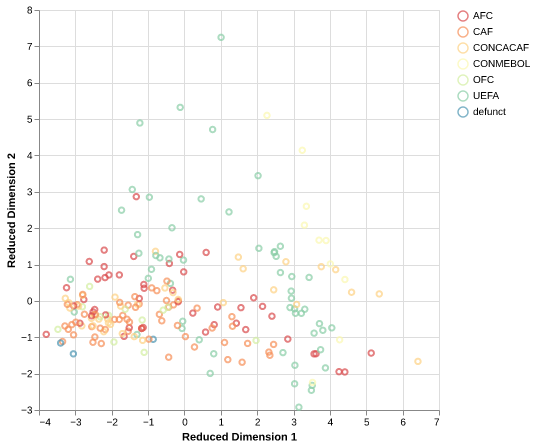 8
7
6
5
4
3
2
1
0
−1
−2
−3
Reduced Dimension 2
−4
−3
−2
−1
0
1
2
3
4
5
6
7
Reduced Dimension 1
AFC
CAF
CONCACAF
CONMEBOL
OFC
UEFA
defunct